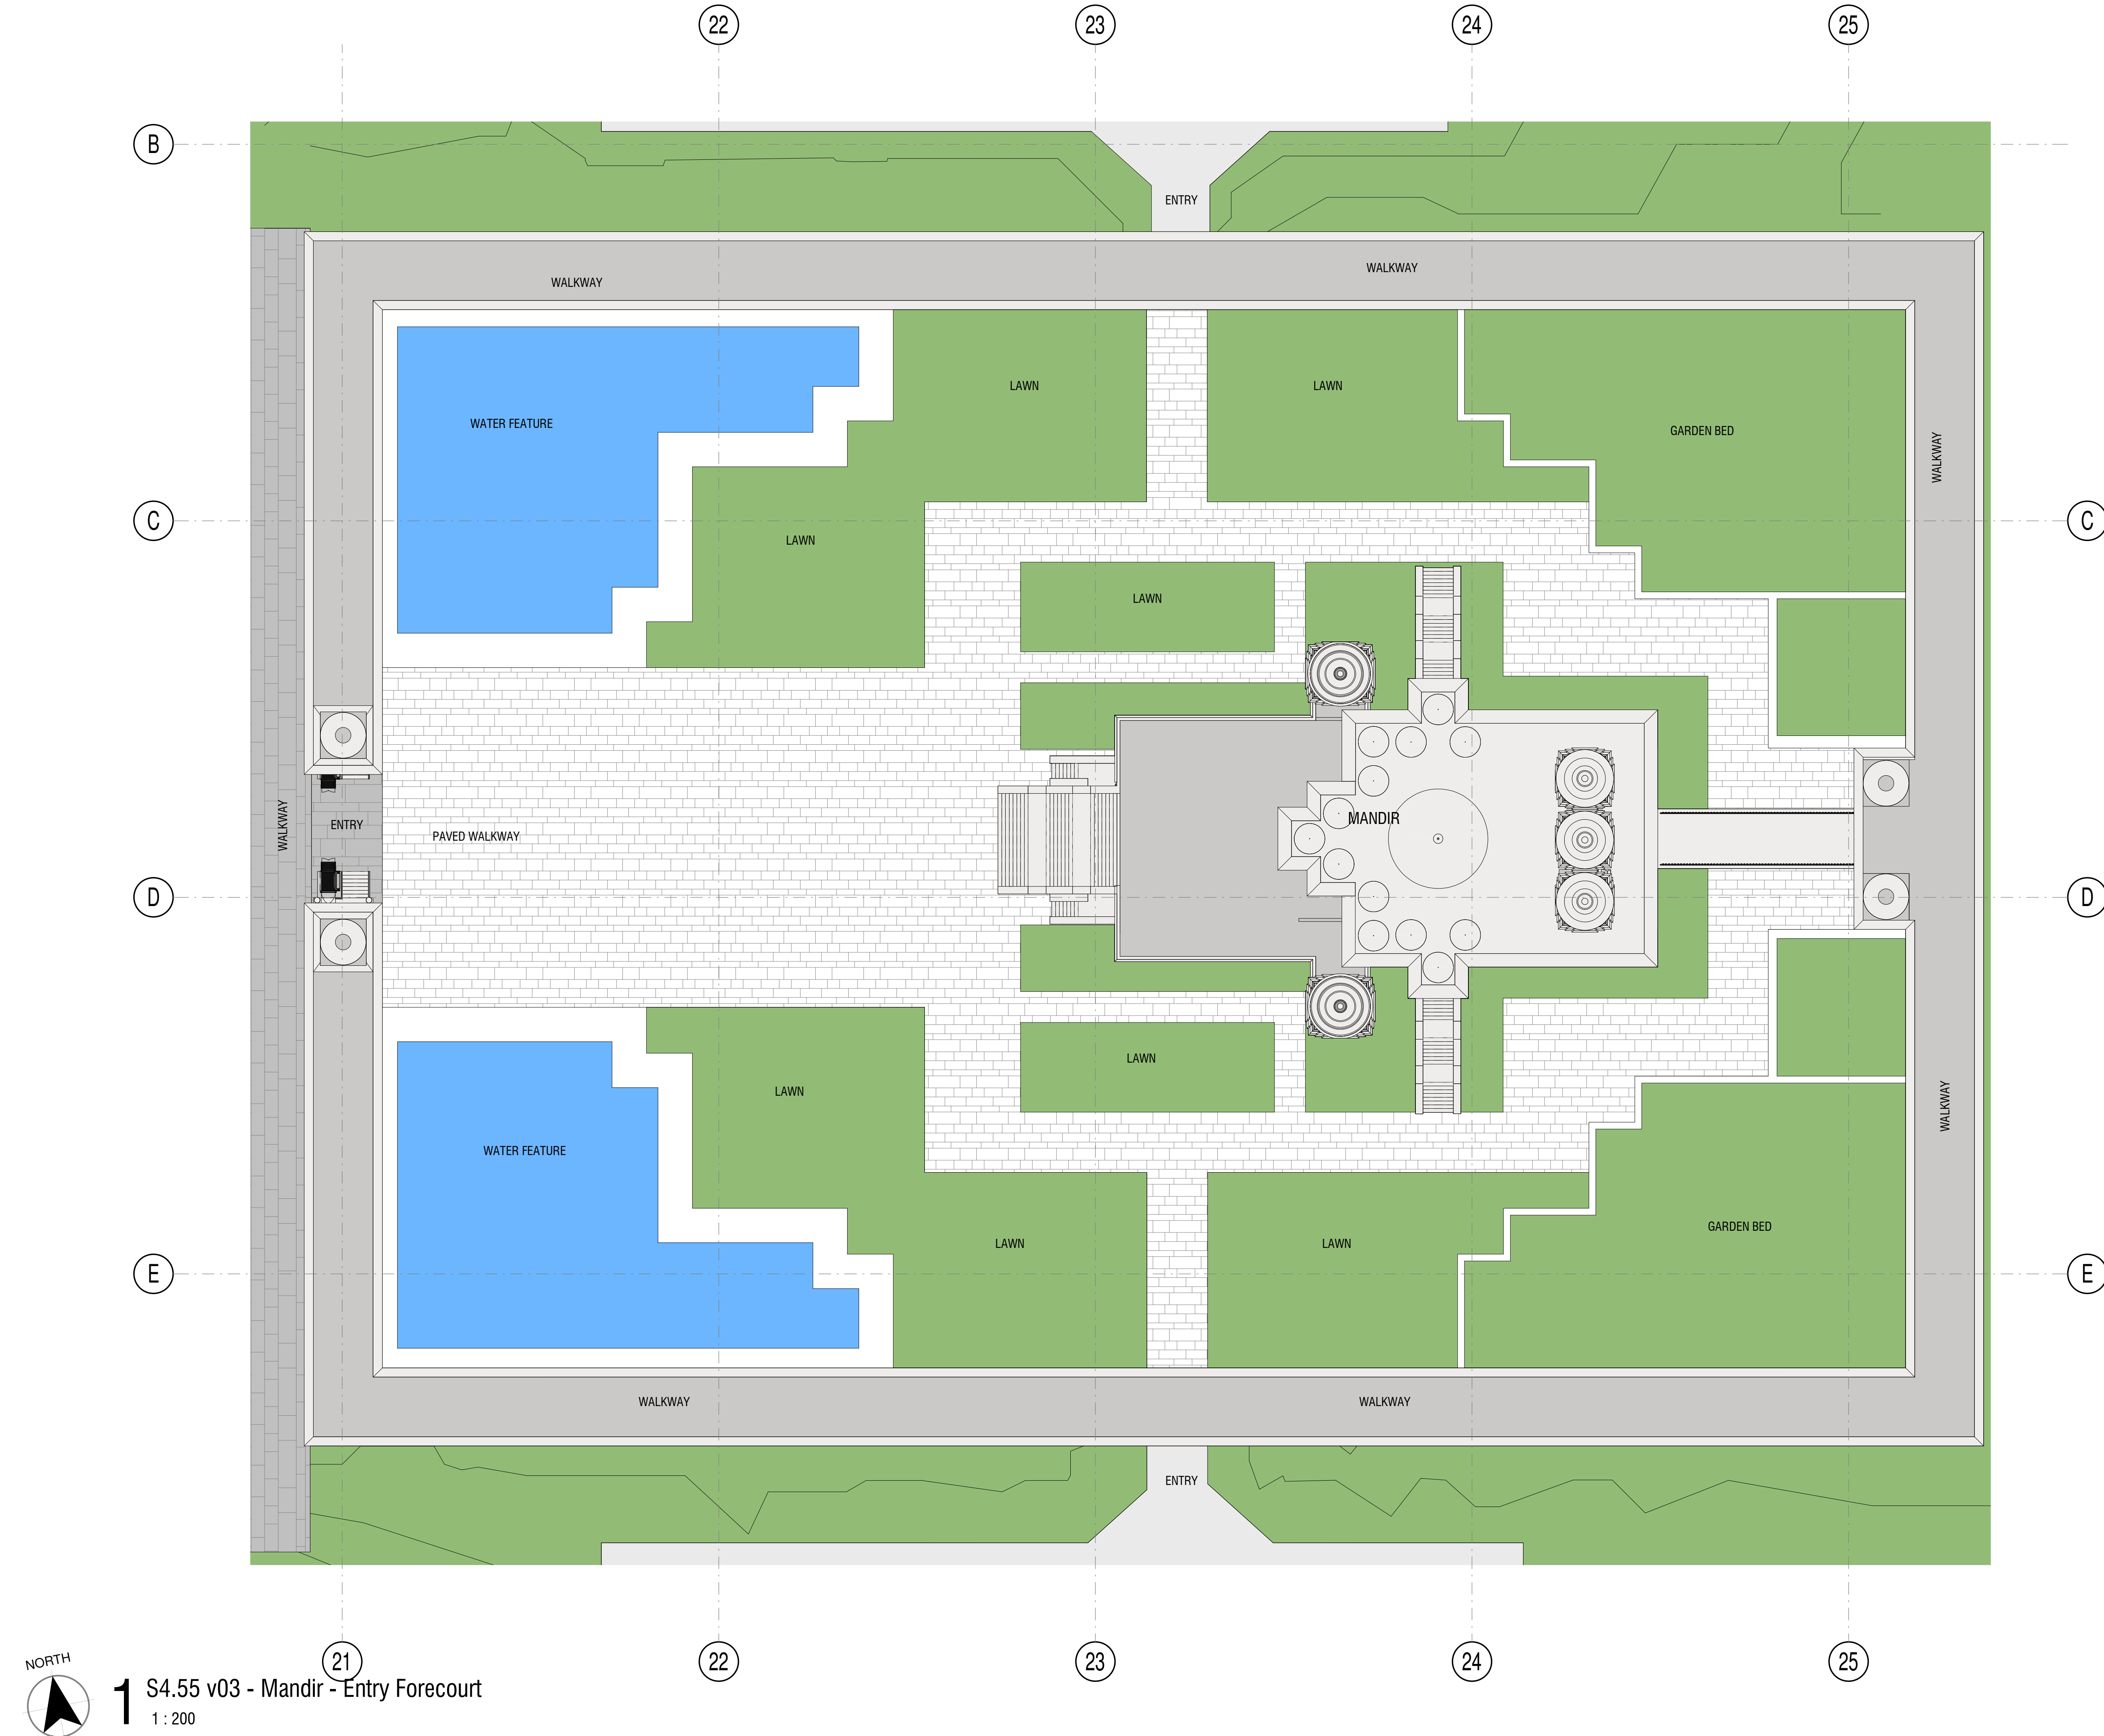 22
23
24
25
B
ENTRY
WALKWAY
WALKWAY
LAWN
LAWN
WATER FEATURE
GARDEN BED
WALKWAY
C
C
LAWN
LAWN
WALKWAY
ENTRY
PAVED WALKWAY
MANDIR
D
D
LAWN
LAWN
WALKWAY
WATER FEATURE
GARDEN BED
LAWN
LAWN
E
E
WALKWAY
WALKWAY
ENTRY
21
22
23
24
25
NORTH
1
S4.55 v03 - Mandir - Entry Forecourt
1 : 200